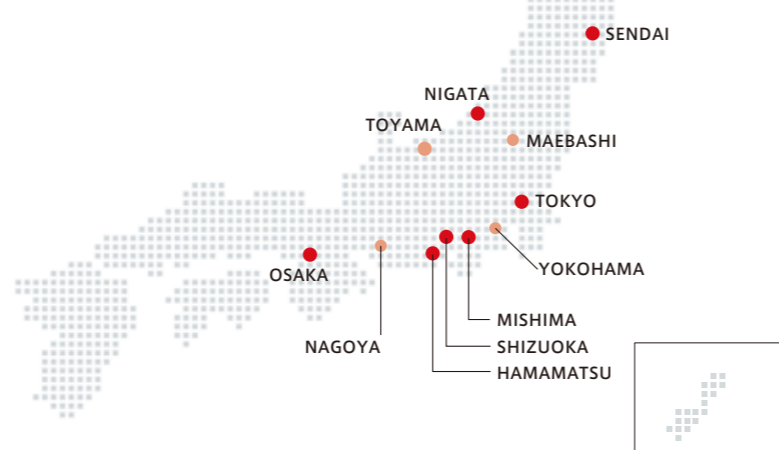 SENDAI
NIGATA
TOYAMA
MAEBASHI
TOKYO
YOKOHAMA
OSAKA
MISHIMA
NAGOYA
SHIZUOKA
HAMAMATSU